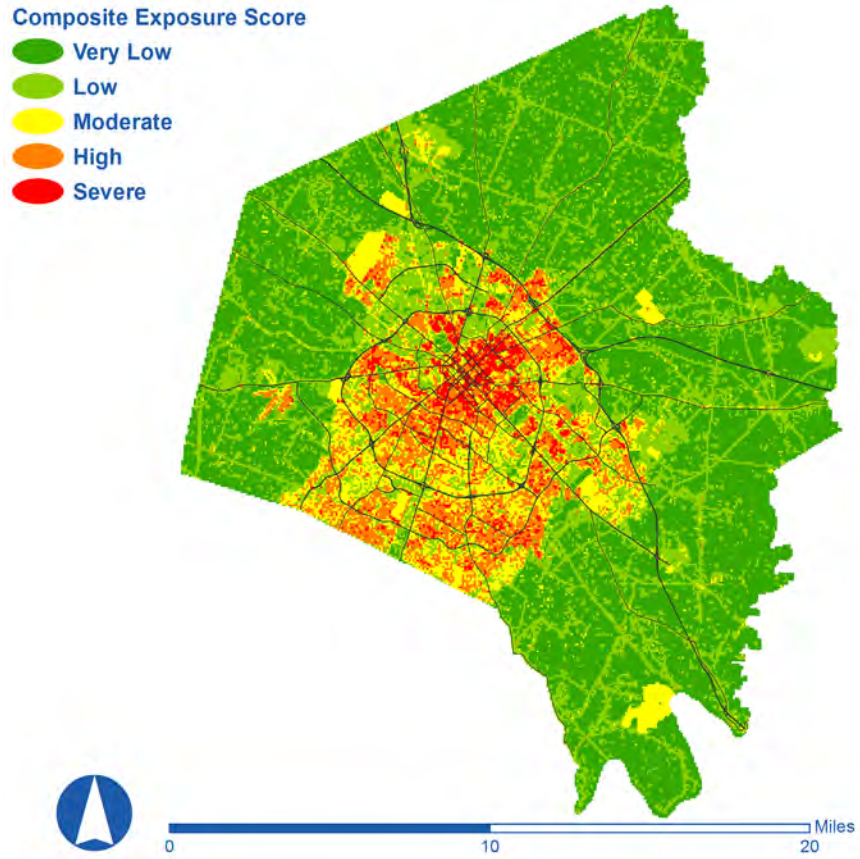 Composite Exposure Score
Very Low
Low
Moderate
High
Severe
Miles
0 10 20